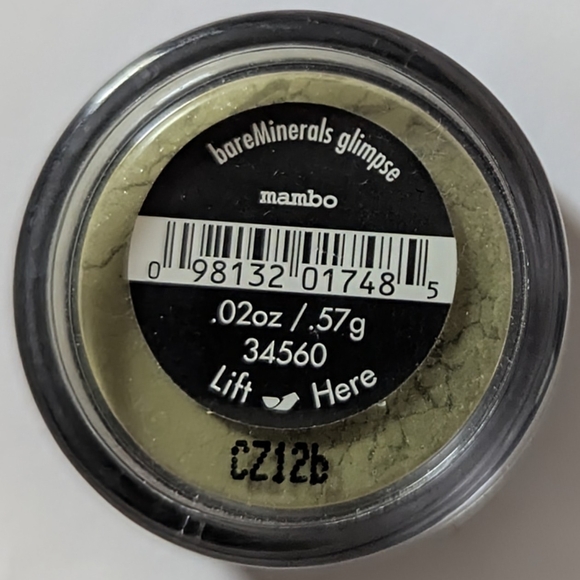 bareMinerals glimpse
mambo
0 98132 01748 5
.02oz / .57g
34560
Lift Here
CZ12b